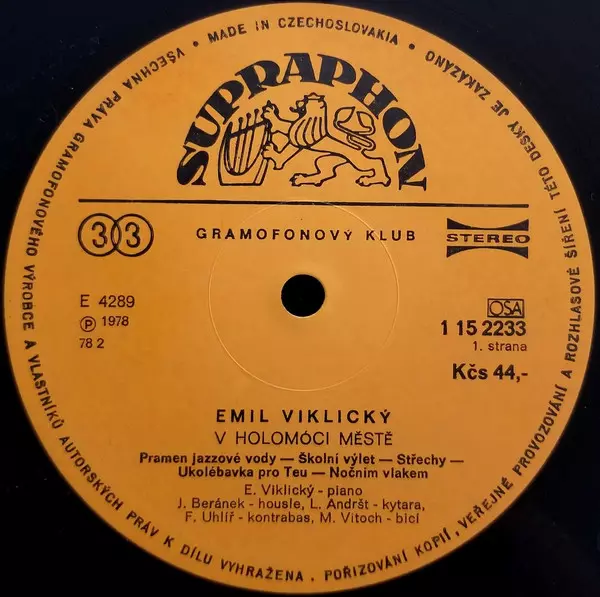 • MADE IN CZECHOSLOVAKIA •
VŠECHNA PRÁVA GRAMOFONOVÉHO VÝROBCE A VLASTNÍKŮ AUTORSKÝCH PRÁV K DÍLU VYHRAŽENA. POŘIZOVÁNÍ KOPIÍ, VEŘEJNÉ PROVOZOVÁNÍ A ROZHLASOVÉ ŠÍŘENÍ TÉTO DESKY JE ZAKÁZÁNO
SUPRAPHON
33
GRAMOFONOVÝ KLUB
STEREO
E 4289
℗ 1978
78 2
OSA
1 15 2233
1. strana
Kčs 44,-
EMIL VIKLICKÝ
V HOLOMÓCI MĚSTĚ
Pramen jazzové vody — Školní výlet — Střechy —
Ukolébavka pro Teu — Nočním vlakem
E. Viklický - piano
J. Beránek - housle, L. Andršt - kytara,
F. Uhlíř - kontrabas, M. Vitoch - bicí